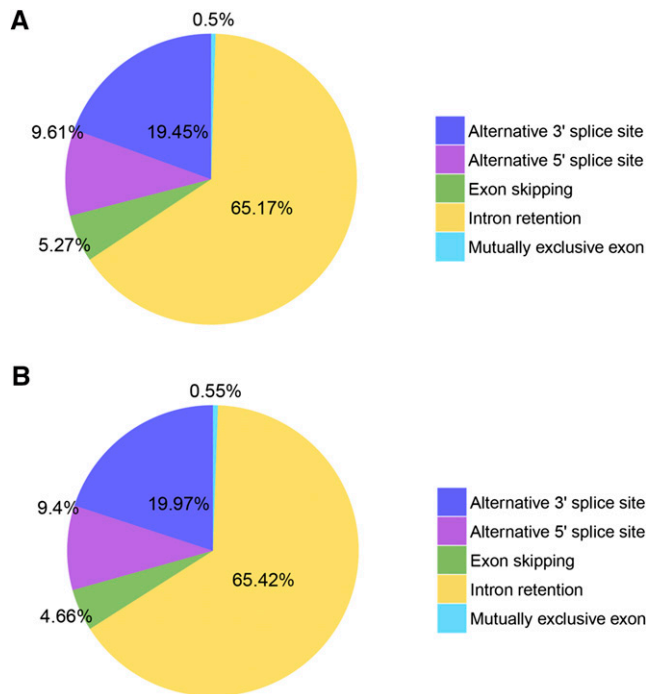 A
0.5%
9.61%
19.45%
65.17%
5.27%
Alternative 3' splice site
Alternative 5' splice site
Exon skipping
Intron retention
Mutually exclusive exon
B
0.55%
9.4%
19.97%
65.42%
4.66%
Alternative 3' splice site
Alternative 5' splice site
Exon skipping
Intron retention
Mutually exclusive exon